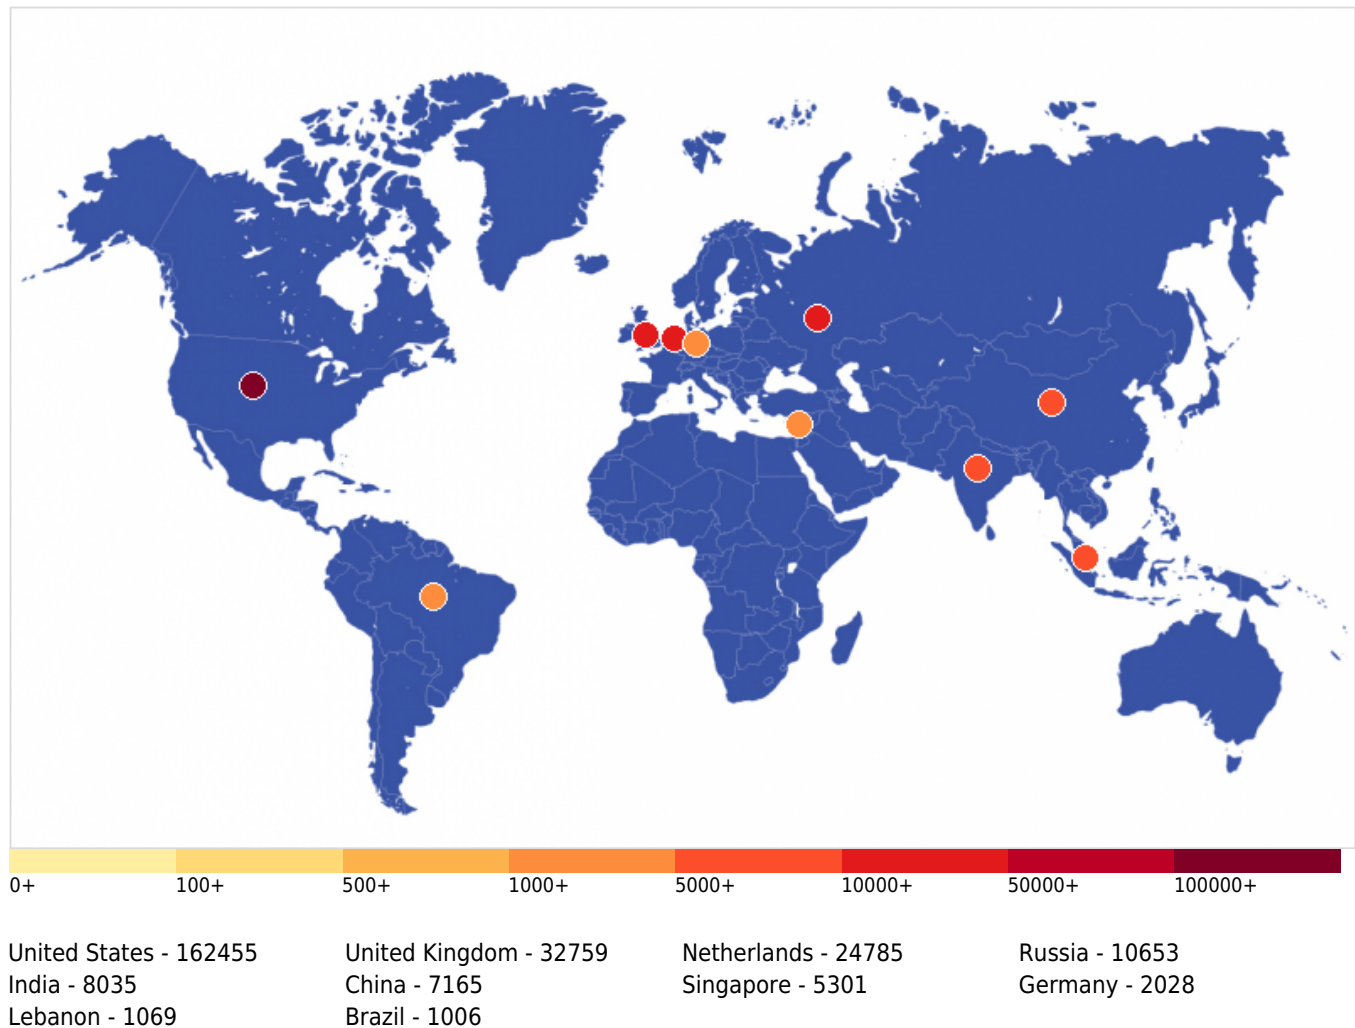 0+ 100+ 500+ 1000+ 5000+ 10000+ 50000+ 100000+
United States - 162455 United Kingdom - 32759 Netherlands - 24785 Russia - 10653
India - 8035 China - 7165 Singapore - 5301 Germany - 2028
Lebanon - 1069 Brazil - 1006